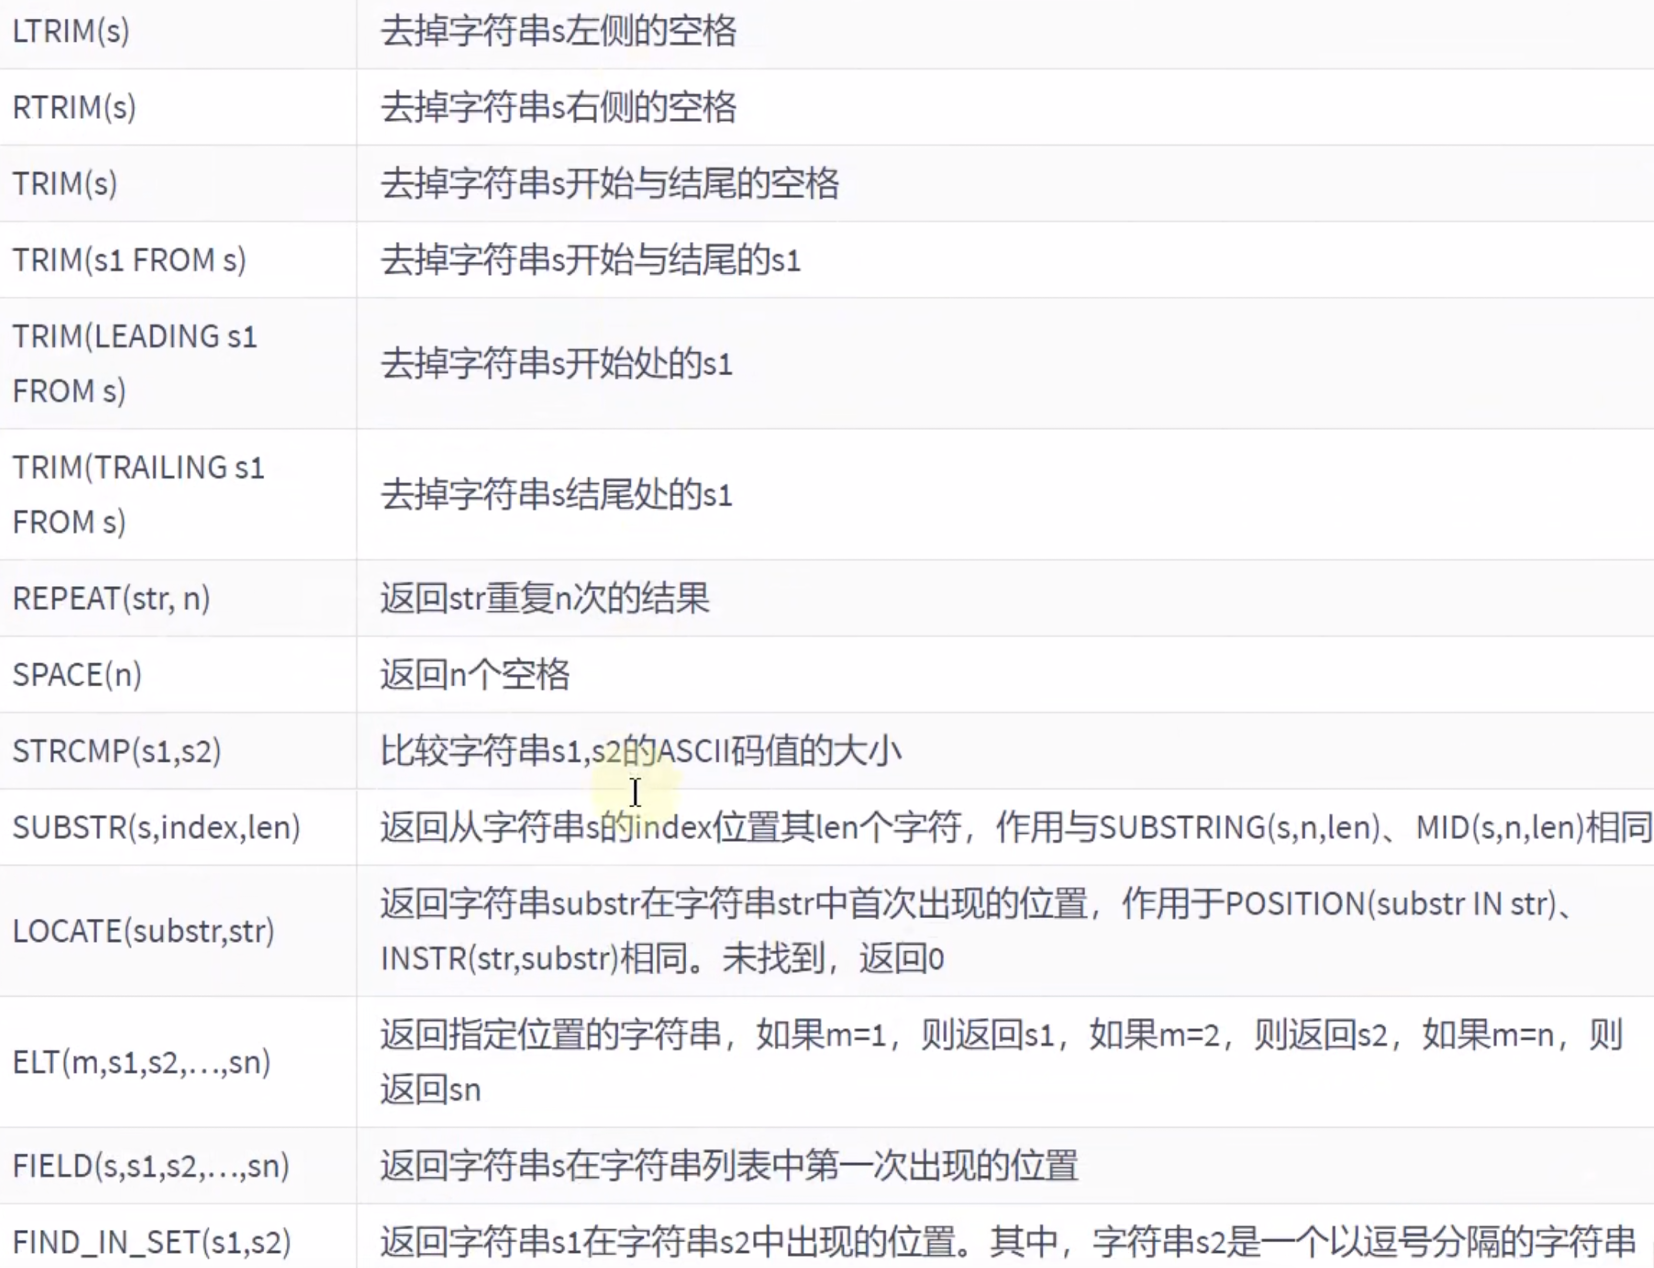 LTRIM(s) 去掉字符串s左侧的空格
RTRIM(s) 去掉字符串s右侧的空格
TRIM(s) 去掉字符串s开始与结尾的空格
TRIM(s1 FROM s) 去掉字符串s开始与结尾的s1
TRIM(LEADING s1
FROM s)
去掉字符串s开始处的s1
TRIM(TRAILING s1
FROM s)
去掉字符串s结尾处的s1
REPEAT(str, n) 返回str重复n次的结果
SPACE(n) 返回n个空格
STRCMP(s1,s2) 比较字符串s1,s2的ASCII码值的大小
SUBSTR(s,index,len) 返回从字符串s的index位置其len个字符，作用与SUBSTRING(s,n,len)、MID(s,n,len)相同
LOCATE(substr,str)
返回字符串substr在字符串str中首次出现的位置，作用于POSITION(substr IN str)、
INSTR(str,substr)相同。未找到，返回0
ELT(m,s1,s2,…,sn)
返回指定位置的字符串，如果m=1，则返回s1，如果m=2，则返回s2，如果m=n，则
返回sn
FIELD(s,s1,s2,…,sn) 返回字符串s在字符串列表中第一次出现的位置
FIND_IN_SET(s1,s2) 返回字符串s1在字符串s2中出现的位置。其中，字符串s2是一个以逗号分隔的字符串